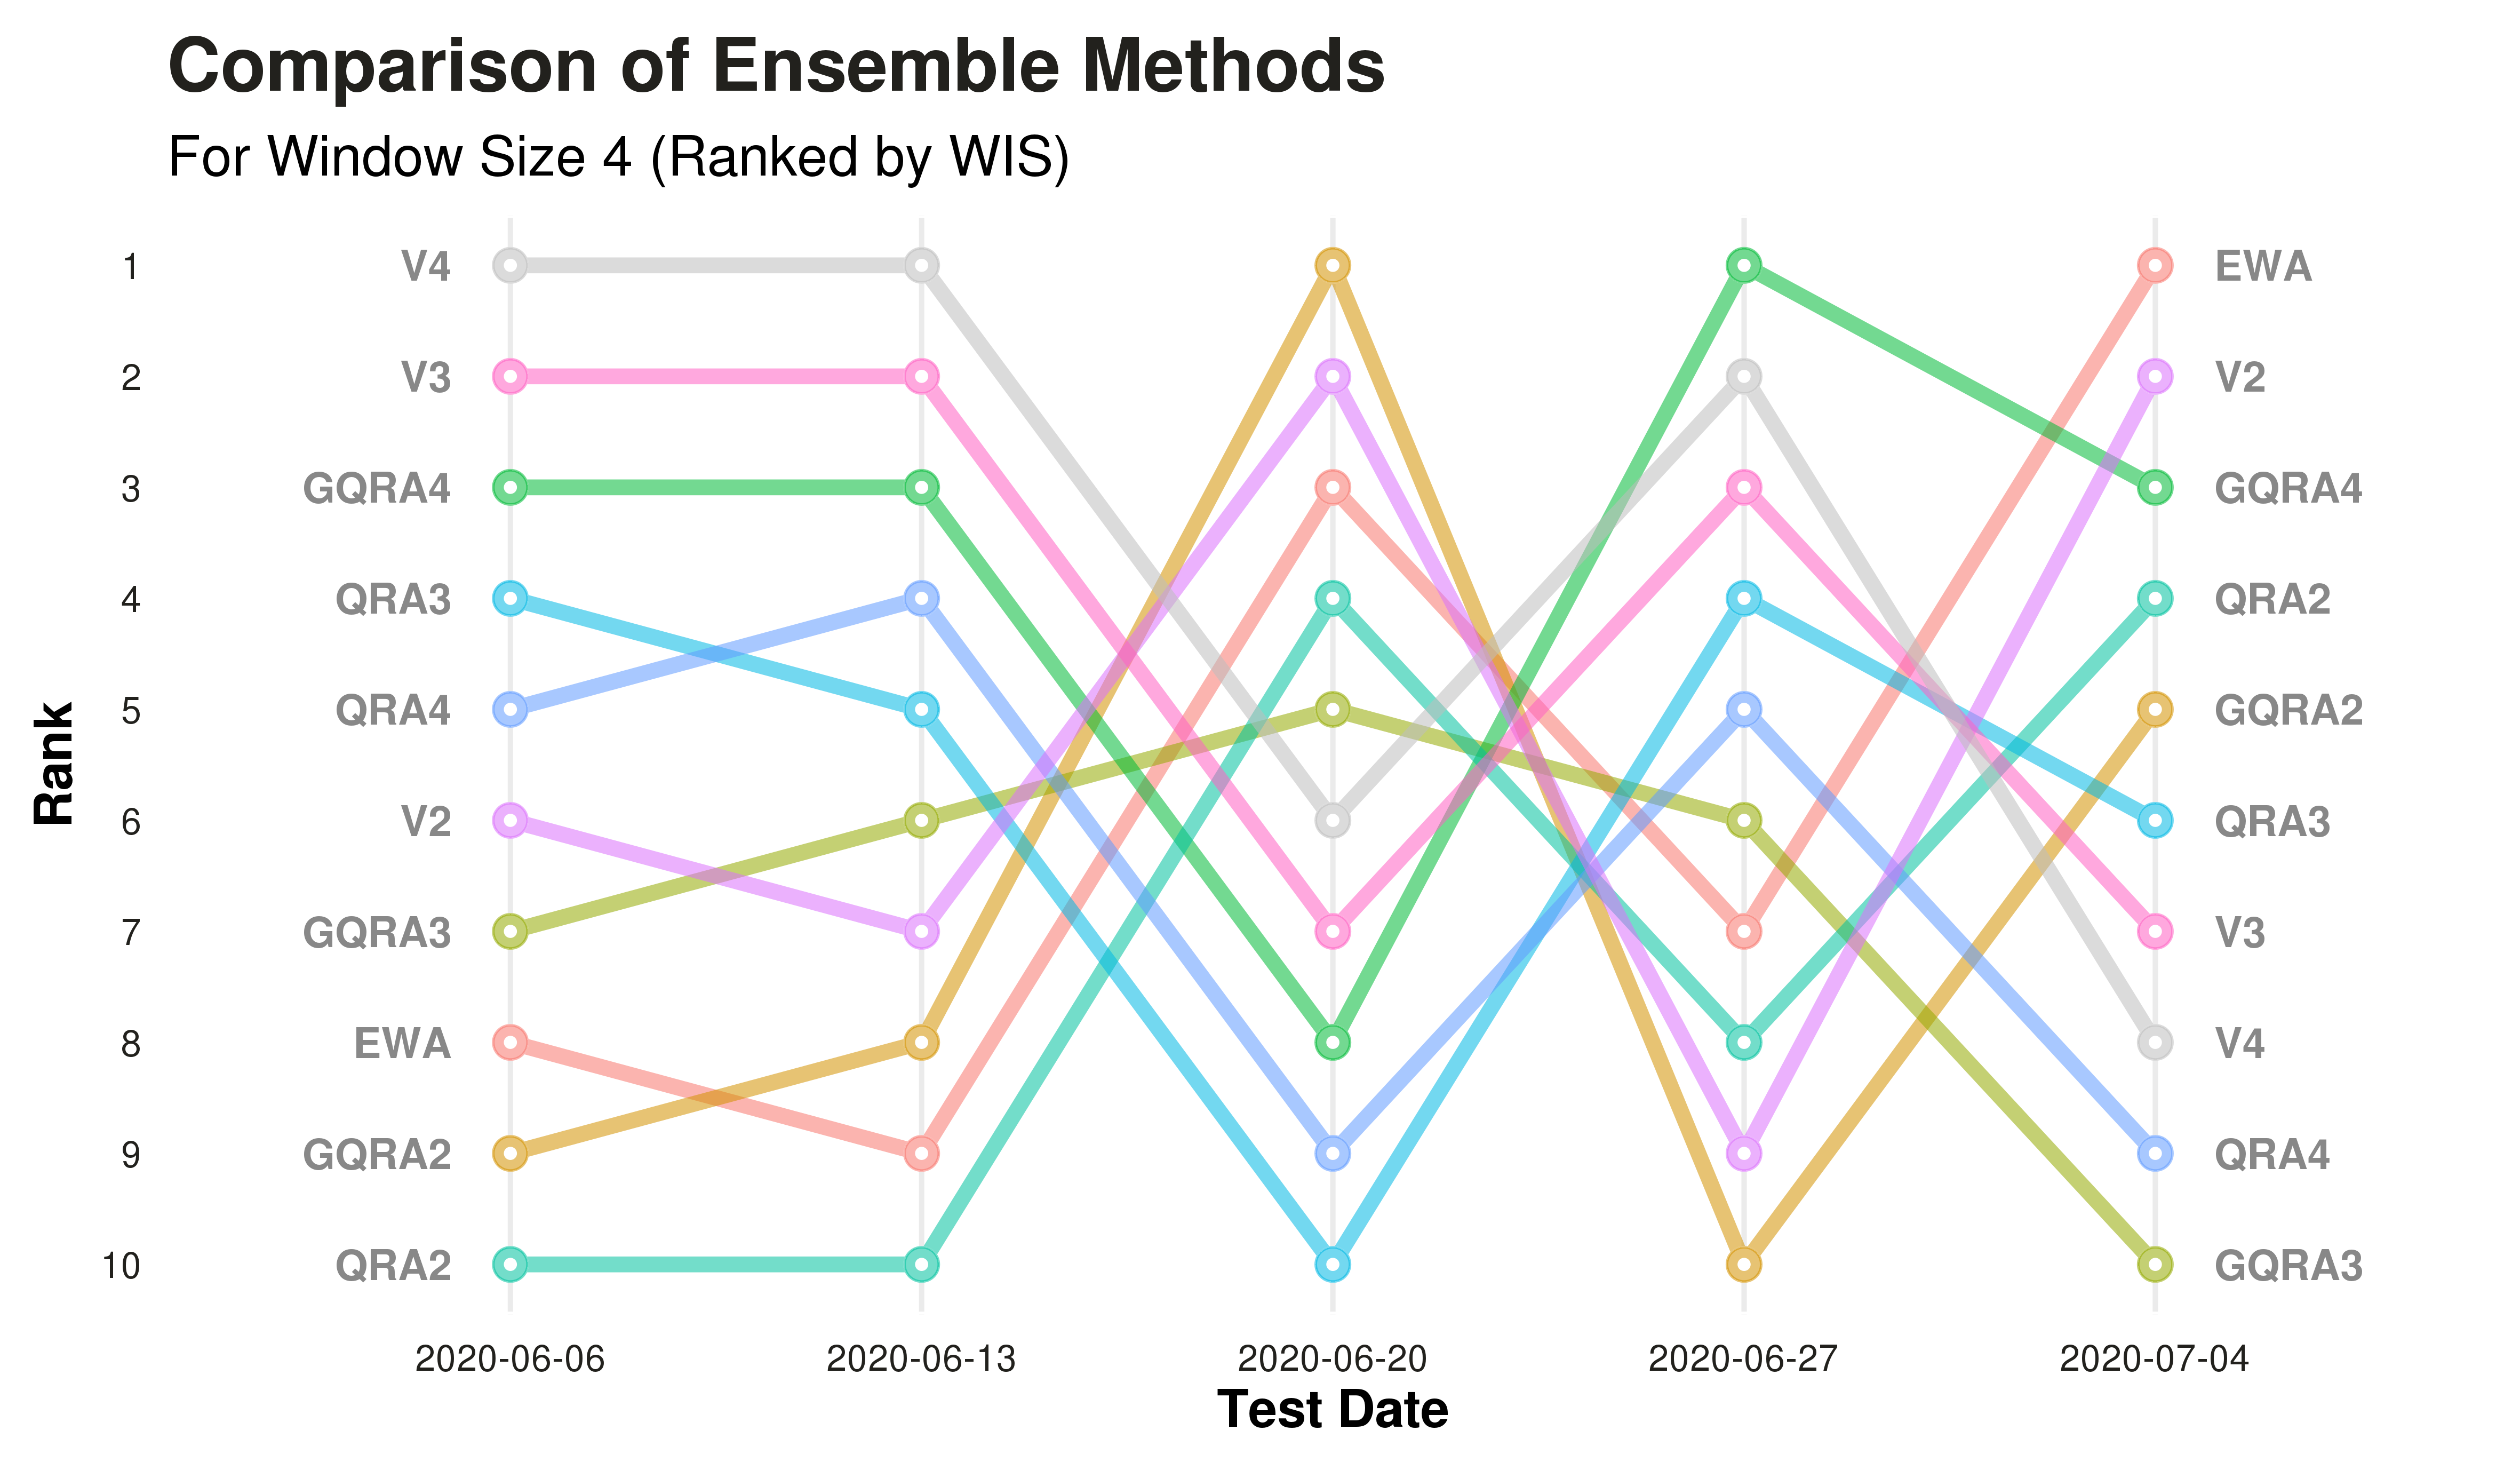 Comparison of Ensemble Methods
For Window Size 4 (Ranked by WIS)
1 V4 EWA
2 V3 V2
3 GQRA4 GQRA4
4 QRA3 QRA2
5 QRA4 GQRA2
6 V2 QRA3
7 GQRA3 V3
8 EWA V4
9 GQRA2 QRA4
10 QRA2 GQRA3
Rank
2020-06-06 2020-06-13 2020-06-20 2020-06-27 2020-07-04
Test Date